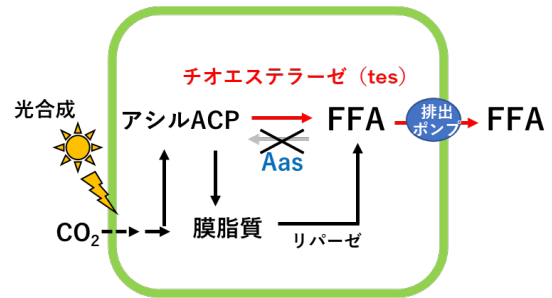 チオエステラーゼ（tes）
光合成
アシルACP
FFA
排出
ポンプ
FFA
Aas
CO2
膜脂質
リパーゼ